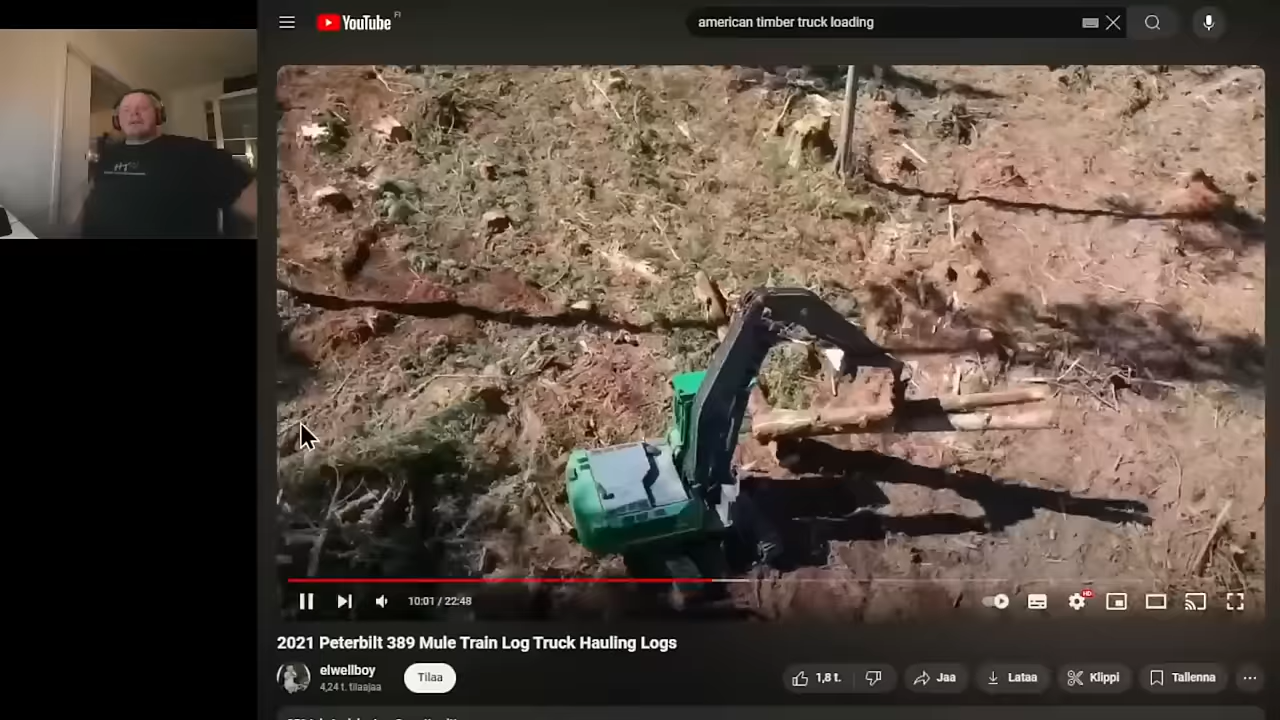 YouTube FI
american timber truck loading
HD
10:01 / 22:48
2021 Peterbilt 389 Mule Train Log Truck Hauling Logs
elwellboy
4,24 t. tilaajaa
Tilaa
1,8 t.
Jaa
Lataa
Klippi
Tallenna